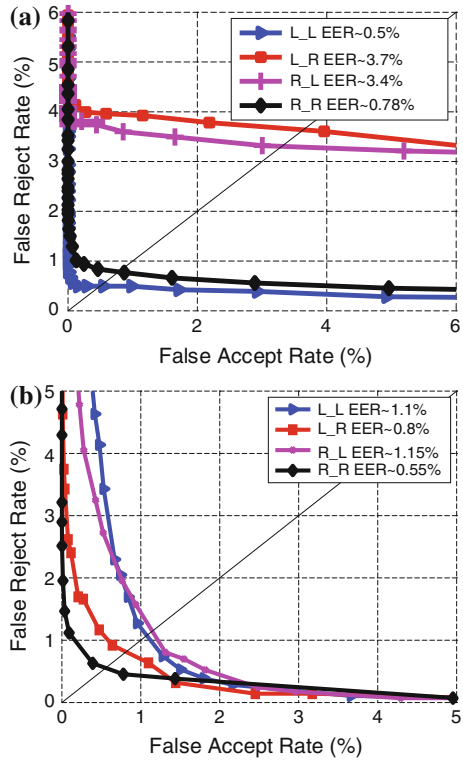 (a)
6
5
4
3
2
1
0
False Reject Rate (%)
L_L EER~0.5%
L_R EER~3.7%
R_L EER~3.4%
R_R EER~0.78%
0
2
4
6
False Accept Rate (%)
(b)
5
4
3
2
1
0
False Reject Rate (%)
L_L EER~1.1%
L_R EER~0.8%
R_L EER~1.15%
R_R EER~0.55%
0
1
2
3
4
5
False Accept Rate (%)